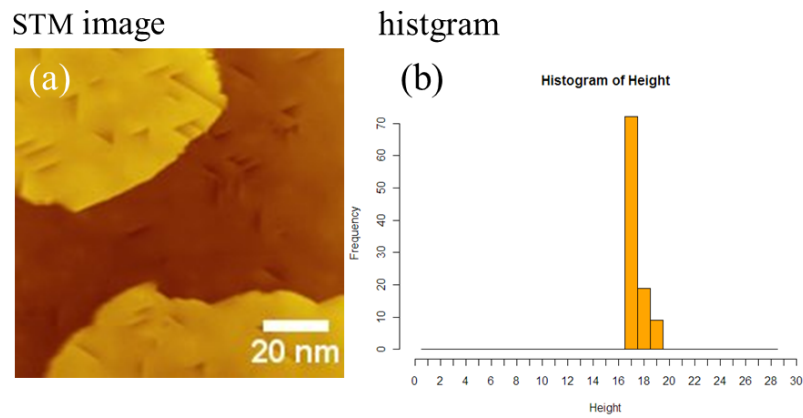 STM image
histgram
(a)
20 nm
(b)
Histogram of Height
Frequency
0 10 20 30 40 50 60 70
0 2 4 6 8 10 12 14 16 18 20 22 24 26 28 30
Height